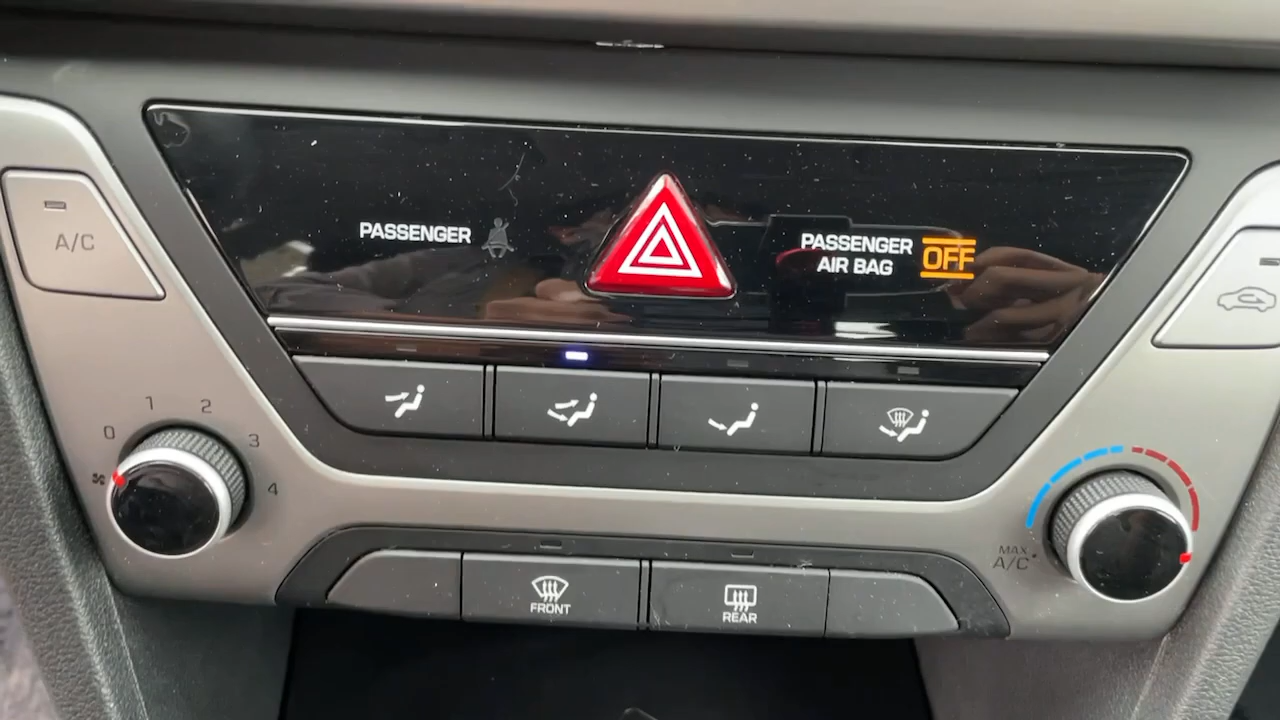 PASSENGER
PASSENGER
AIR BAG
OFF
A/C
0
1
2
3
4
MAX
A/C
FRONT
REAR